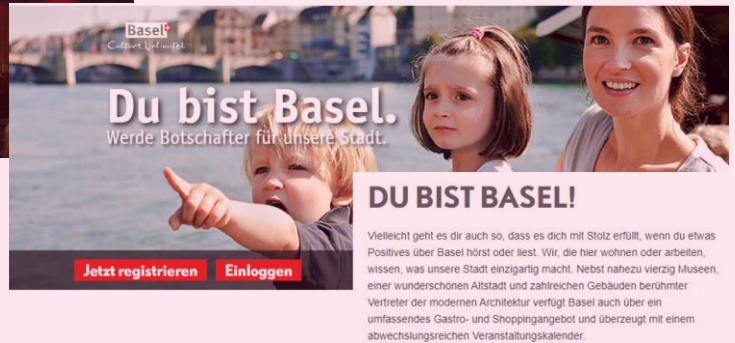 Basel
Culture Unlimited.
Du bist Basel.
Werde Botschafter für unsere Stadt.
Jetzt registrieren
Einloggen
DU BIST BASEL!
Vielleicht geht es dir auch so, dass es dich mit Stolz erfüllt, wenn du etwas
Positives über Basel hörst oder liest. Wir, die hier wohnen oder arbeiten,
wissen, was unsere Stadt einzigartig macht. Nebst nahezu vierzig Museen,
einer wunderschönen Altstadt und zahlreichen Gebäuden berühmter
Vertreter der modernen Architektur verfügt Basel auch über ein
umfassendes Gastro- und Shoppingangebot und überzeugt mit einem
abwechslungsreichen Veranstaltungskalender.